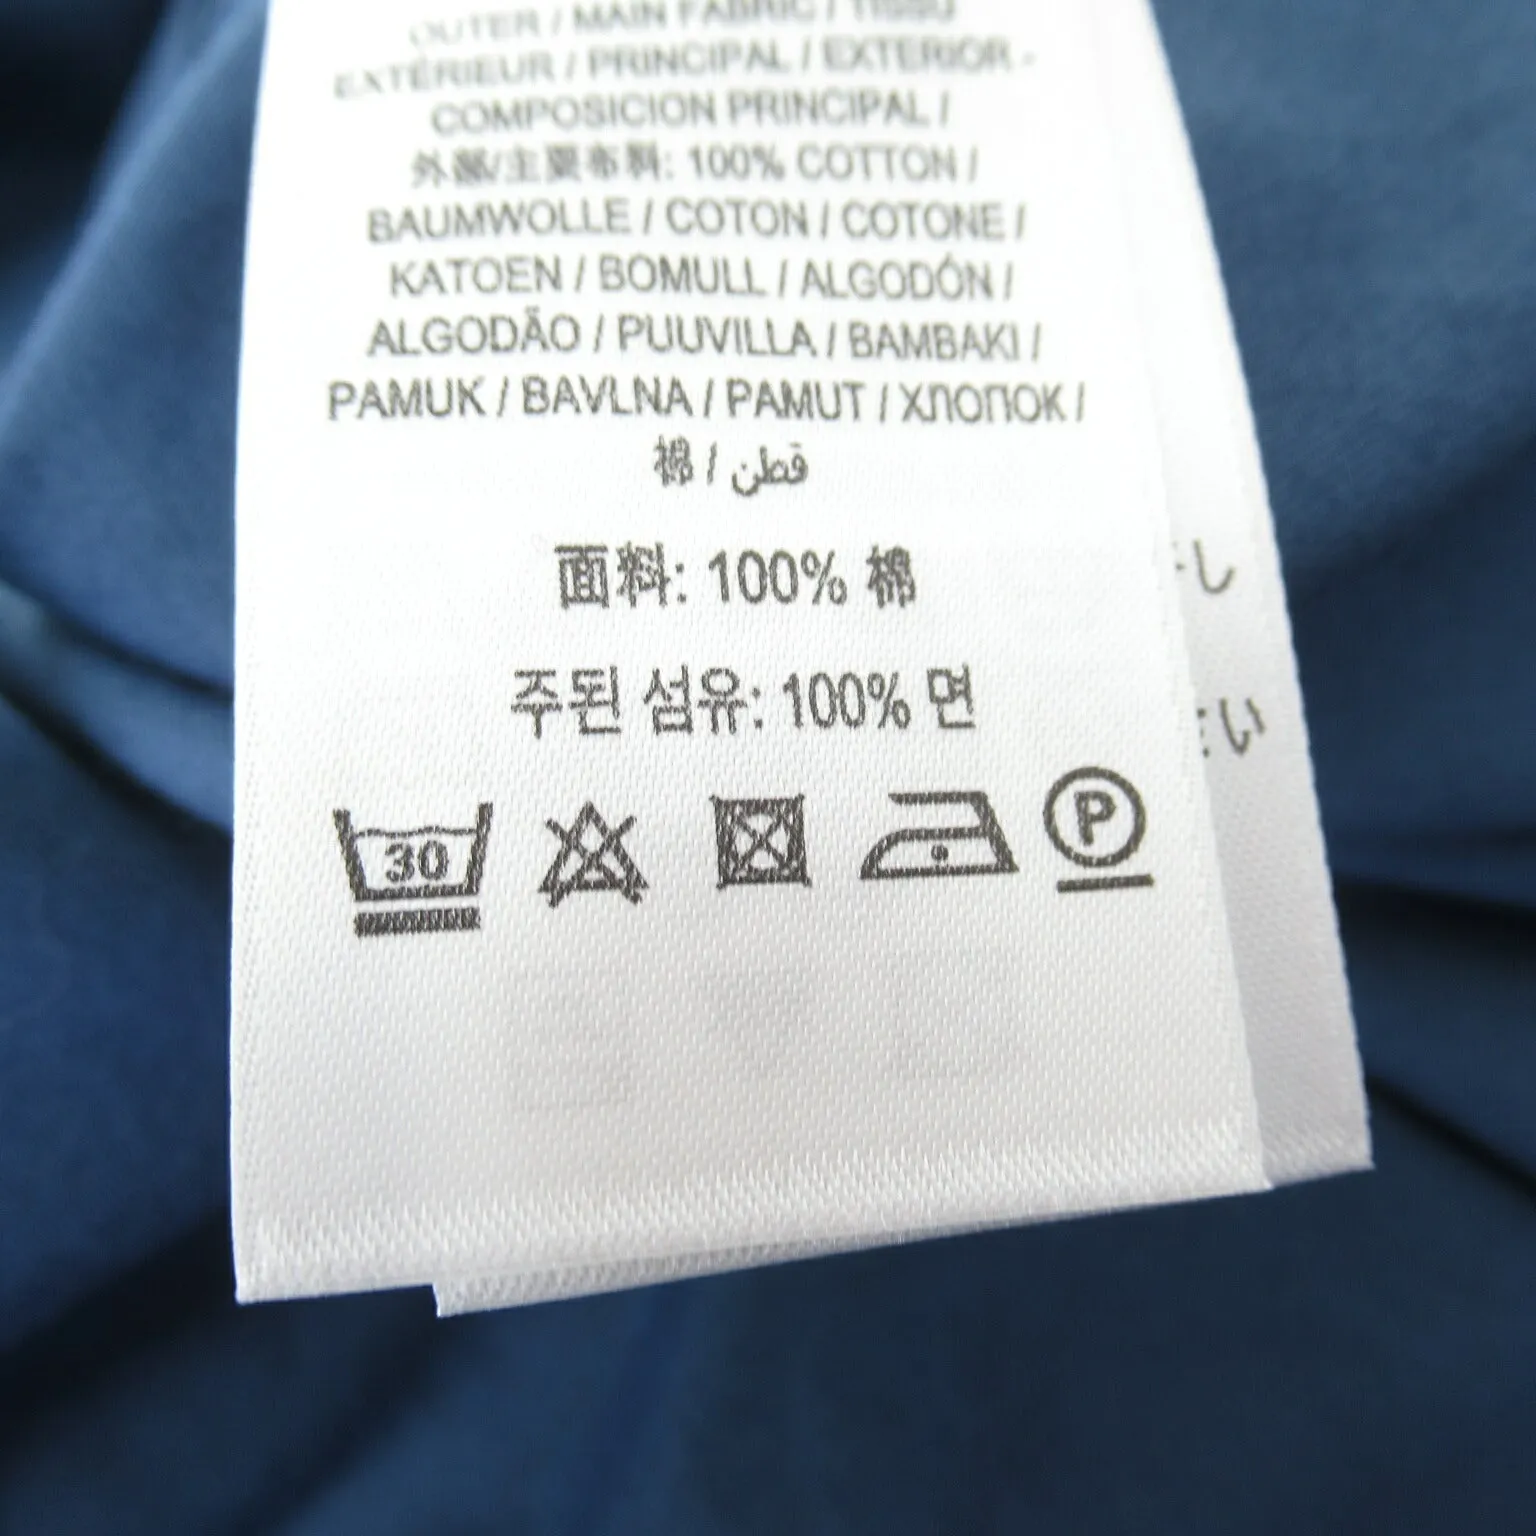 OUTER / MAIN FABRIC / TISSU
EXTÉRIEUR / PRINCIPAL / EXTERIOR -
COMPOSICION PRINCIPAL /
外部/主要布料: 100% COTTON /
BAUMWOLLE / COTON / COTONE /
KATOEN / BOMULL / ALGODÓN /
ALGODÃO / PUUVILLA / BAMBAKI /
PAMUK / BAVLNA / PAMUT / ХЛОПОК /
棉 / قطن
面料: 100% 棉
주된 섬유: 100% 면
30
P
し
い